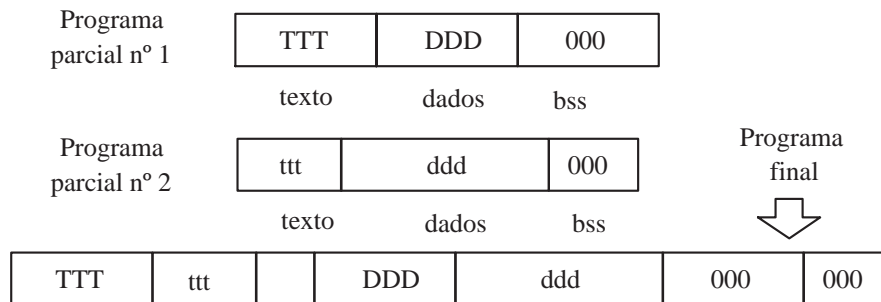 Programa
parcial nº 1
TTT DDD 000
texto dados bss
Programa
parcial nº 2
ttt ddd 000
texto dados bss
Programa
final
TTT ttt DDD ddd 000 000